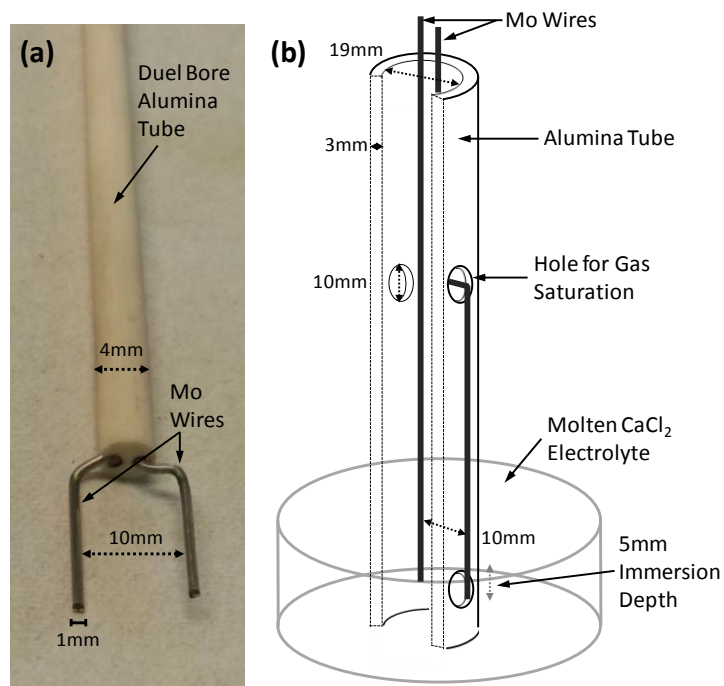 (a)
Duel Bore
Alumina
Tube
4mm
Mo
Wires
10mm
1mm
(b)
Mo Wires
19mm
3mm
Alumina Tube
10mm
Hole for Gas
Saturation
Molten CaCl₂
Electrolyte
10mm
5mm
Immersion
Depth